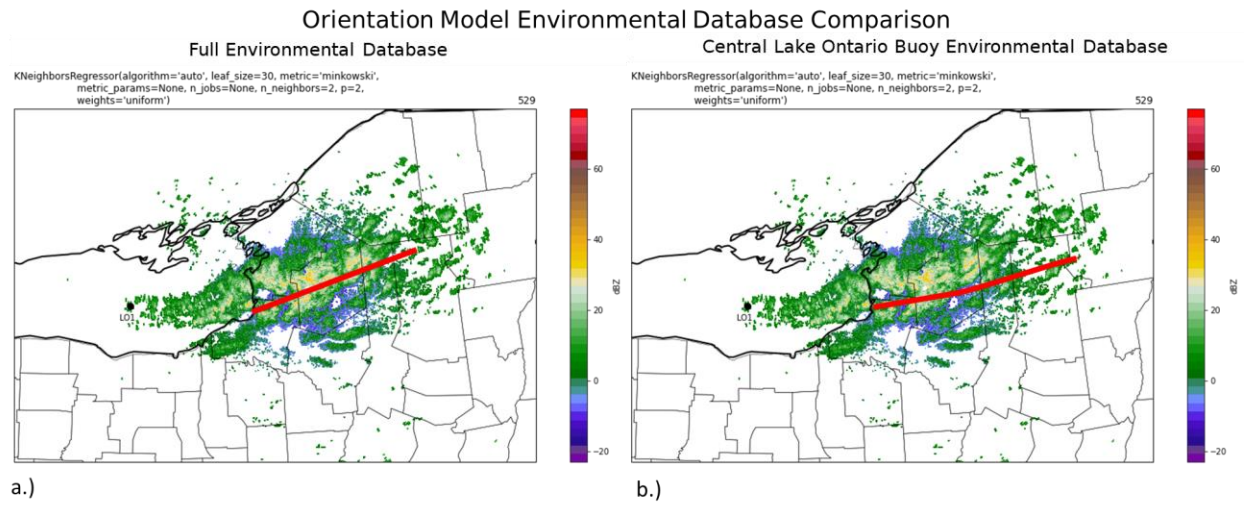 Orientation Model Environmental Database Comparison
Full Environmental Database
KNeighborsRegressor(algorithm='auto', leaf_size=30, metric='minkowski',
metric_params=None, n_jobs=None, n_neighbors=2, p=2,
weights='uniform')
529
60
40
20
0
−20
dBZ
LO1
a.)
Central Lake Ontario Buoy Environmental Database
KNeighborsRegressor(algorithm='auto', leaf_size=30, metric='minkowski',
metric_params=None, n_jobs=None, n_neighbors=2, p=2,
weights='uniform')
529
60
40
20
0
−20
dBZ
LO1
b.)